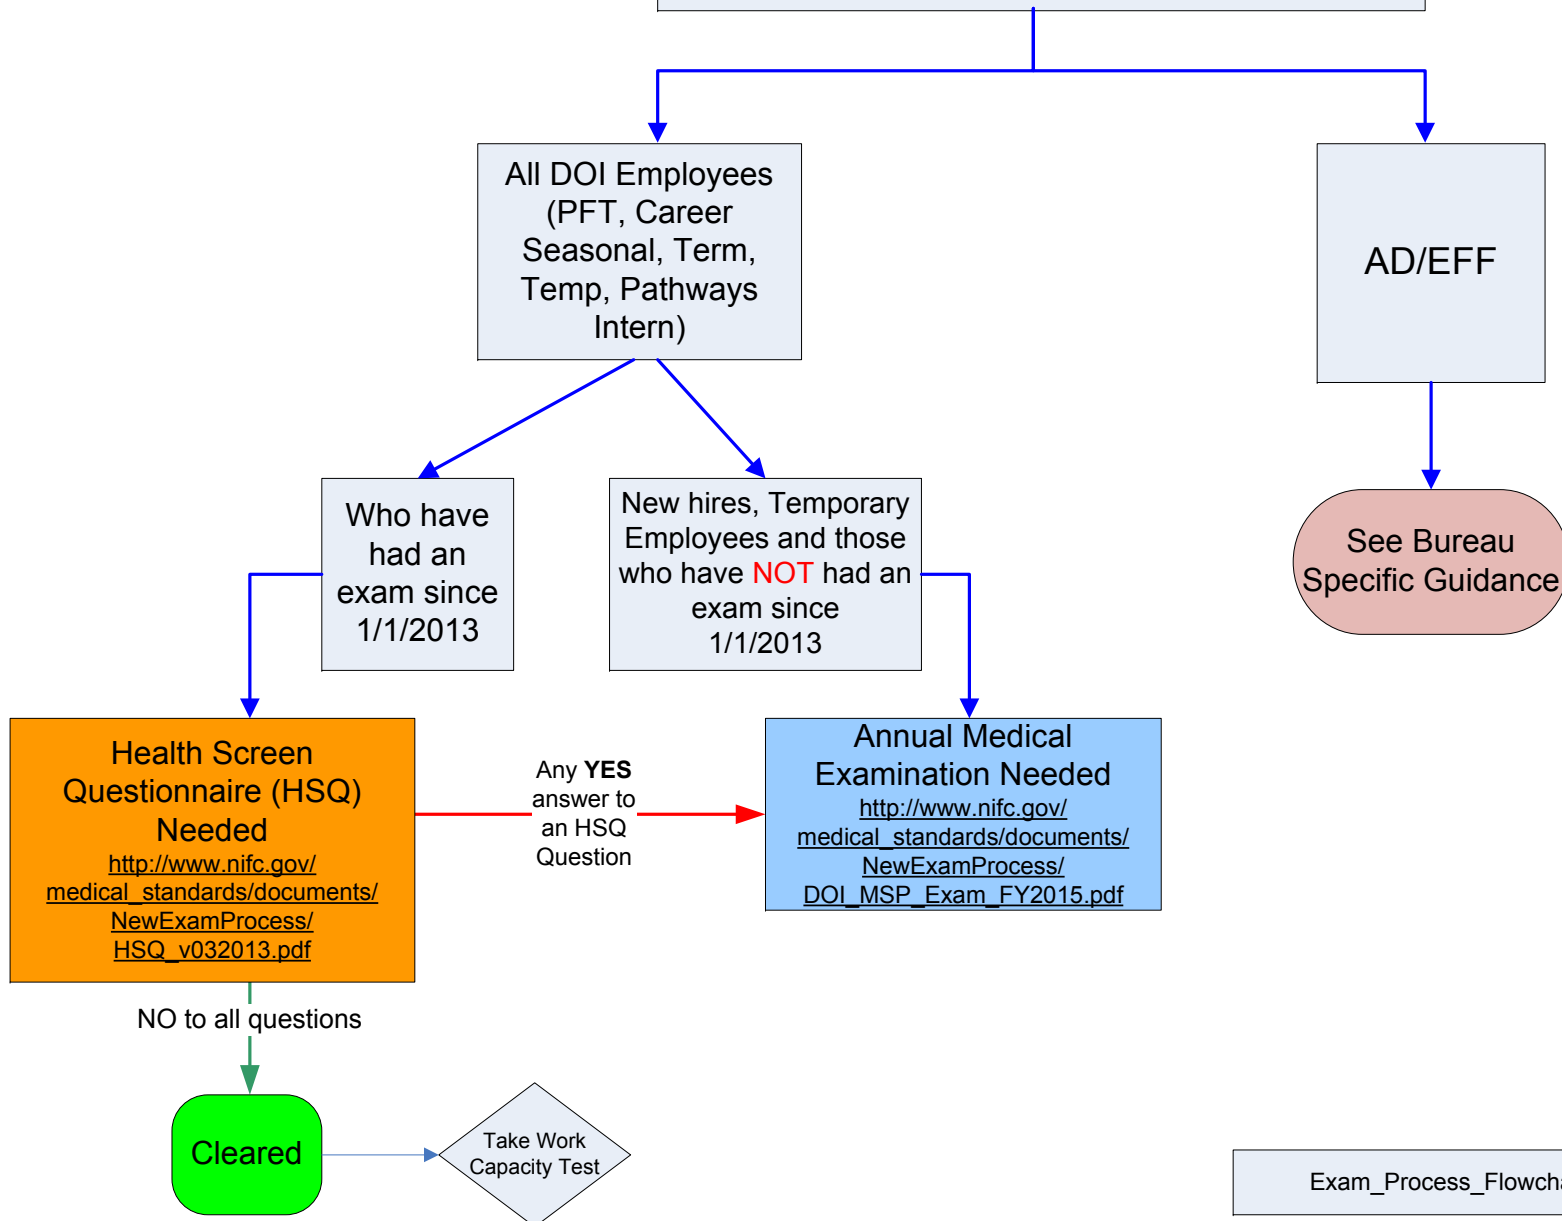 All DOI Employees
(PFT, Career
Seasonal, Term,
Temp, Pathways
Intern)
AD/EFF
Who have
had an
exam since
1/1/2013
New hires, Temporary
Employees and those
who have NOT had an
exam since
1/1/2013
See Bureau
Specific Guidance
Health Screen
Questionnaire (HSQ)
Needed
http://www.nifc.gov/
medical_standards/documents/
NewExamProcess/
HSQ_v032013.pdf
Any YES
answer to
an HSQ
Question
Annual Medical
Examination Needed
http://www.nifc.gov/
medical_standards/documents/
NewExamProcess/
DOI_MSP_Exam_FY2015.pdf
NO to all questions
Cleared
Take Work
Capacity Test
Exam_Process_Flowcha